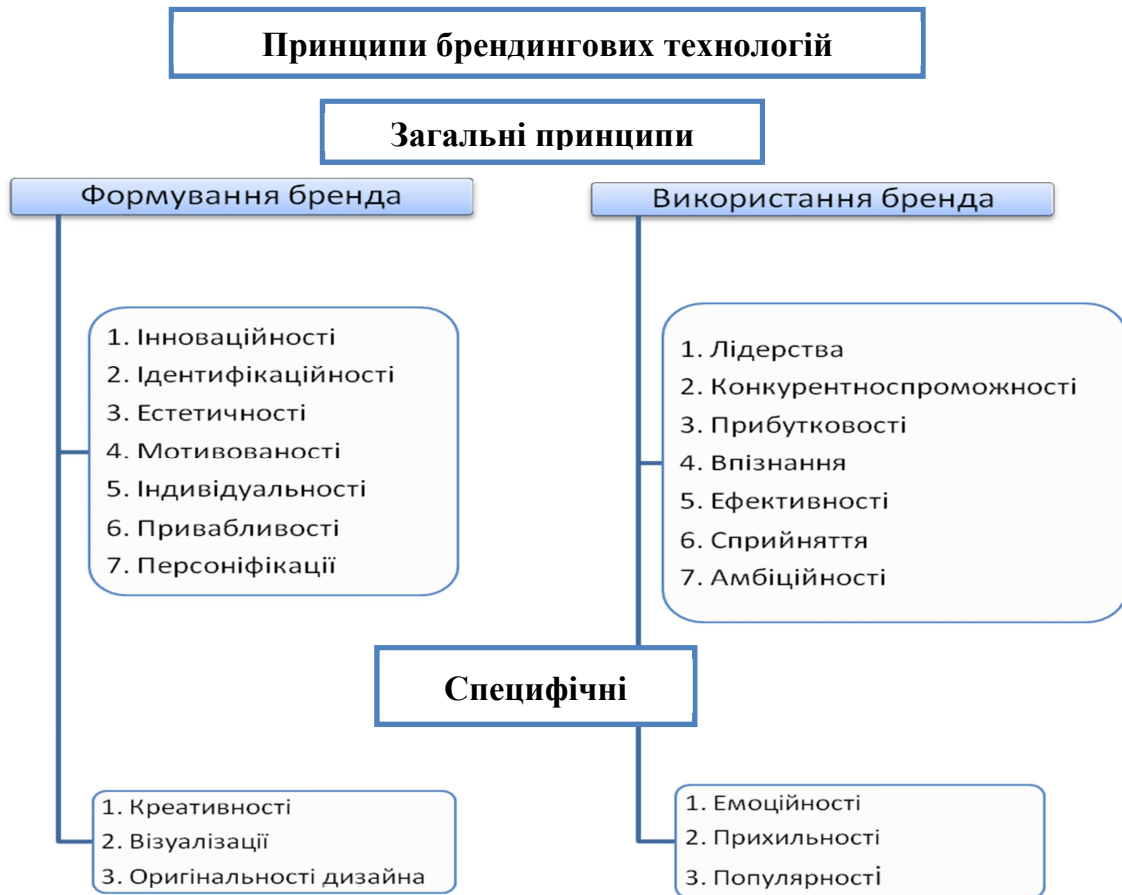 Принципи брендингових технологій
Загальні принципи
Формування бренда
Використання бренда
1. Інноваційності
2. Ідентифікаційності
3. Естетичності
4. Мотивованості
5. Індивідуальності
6. Привабливості
7. Персоніфікації
1. Лідерства
2. Конкурентноспроможності
3. Прибутковості
4. Впізнання
5. Ефективності
6. Сприйняття
7. Амбіційності
Специфічні
1. Креативності
2. Візуалізації
3. Оригінальності дизайна
1. Емоційності
2. Прихильності
3. Популярності